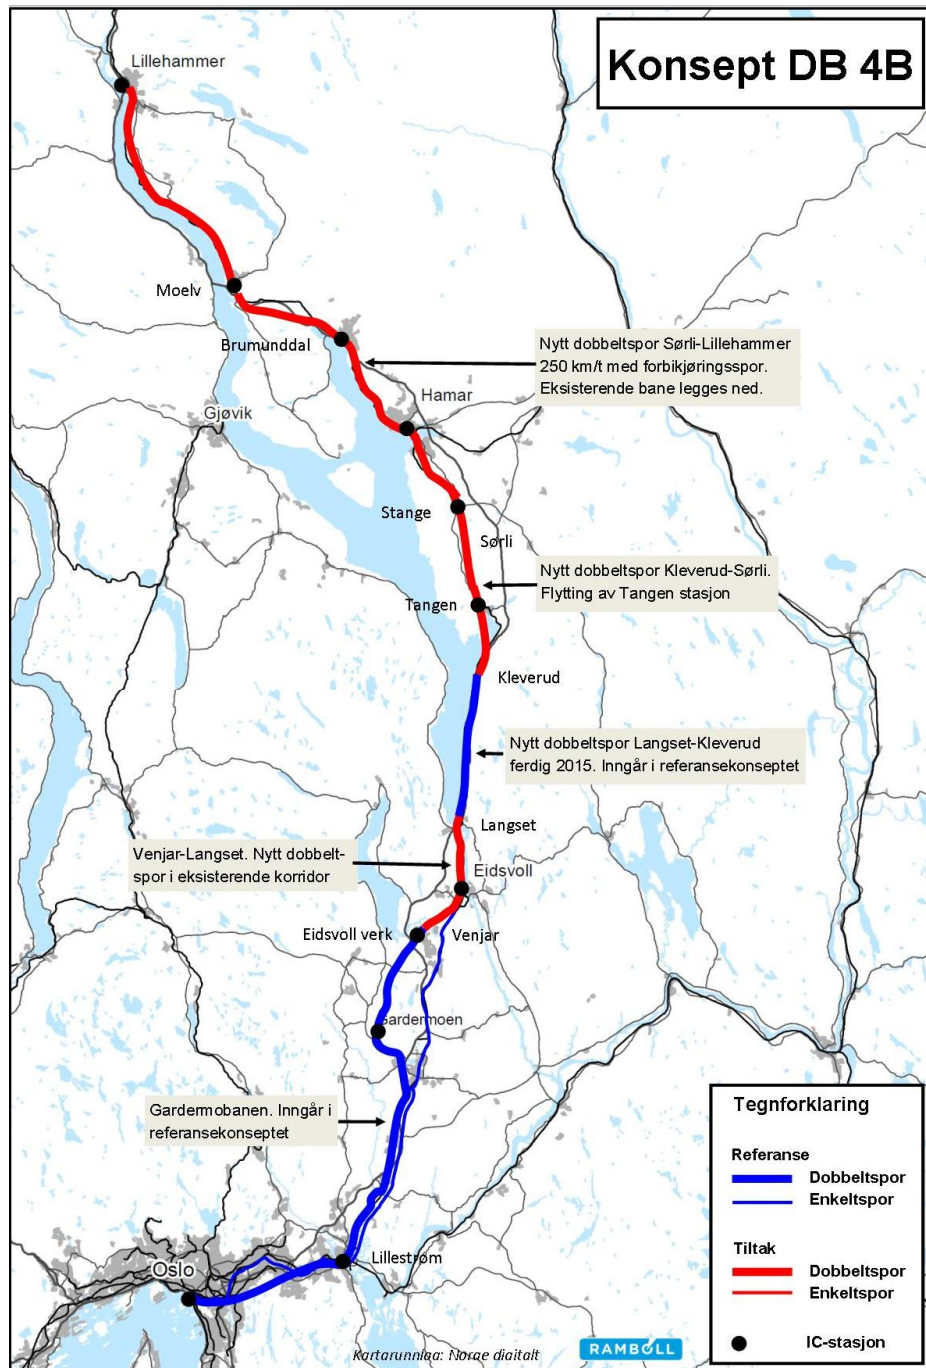 Konsept DB 4B
Lillehammer
Moelv
Brumunddal
Nytt dobbeltspor Sørli-Lillehammer
250 km/t med forbikjøringsspor.
Eksisterende bane legges ned.
Hamar
Gjøvik
Stange
Sørli
Nytt dobbeltspor Kleverud-Sørli.
Flytting av Tangen stasjon
Tangen
Kleverud
Nytt dobbeltspor Langset-Kleverud
ferdig 2015. Inngår i referansekonseptet
Langset
Venjar-Langset. Nytt dobbelt-
spor i eksisterende korridor
Eidsvoll
Eidsvoll verk
Venjar
Gardermoen
Gardermobanen. Inngår i
referansekonseptet
Lillestrøm
Oslo
Tegnforklaring
Referanse
Dobbeltspor
Enkeltspor
Tiltak
Dobbeltspor
Enkeltspor
IC-stasjon
Kartgrunnlag: Norge digitalt
RAMBOLL